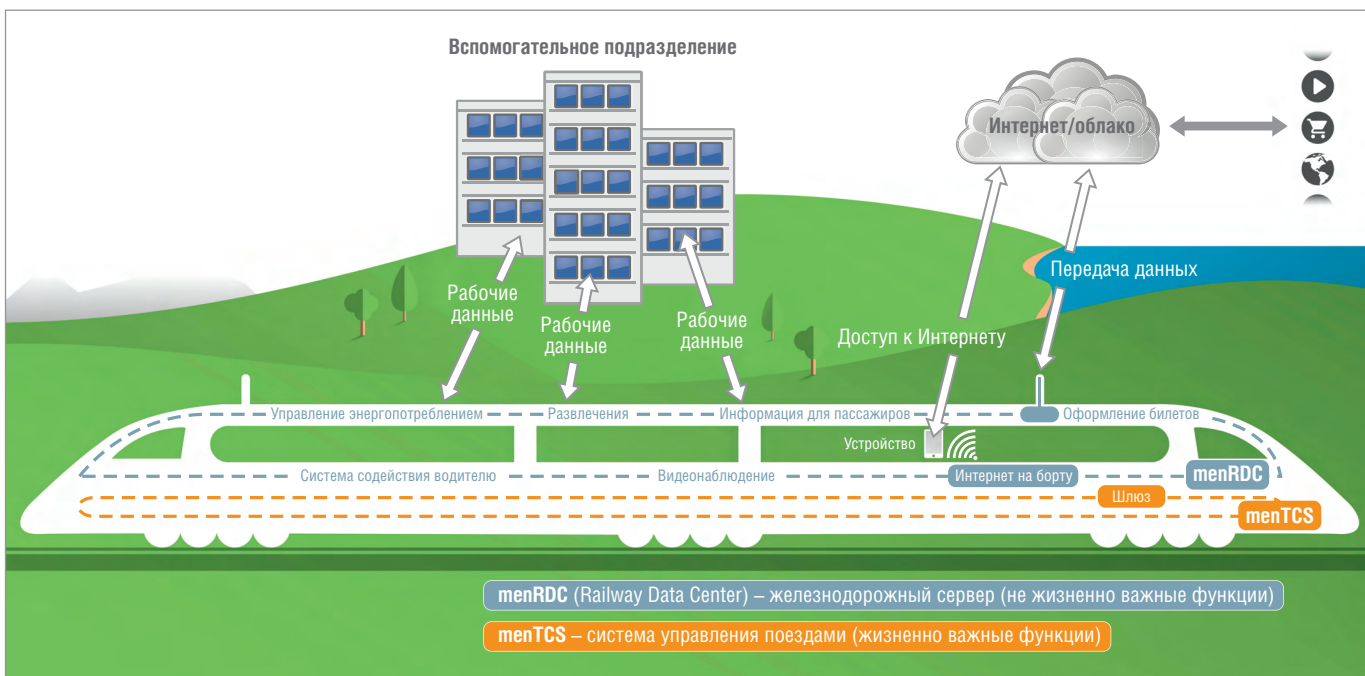 Вспомогательное подразделение
Интернет/облако
Передача данных
Рабочие
данные
Рабочие
данные
Рабочие
данные
Доступ к Интернету
Управление энергопотреблением
Развлечения
Информация для пассажиров
Оформление билетов
Устройство
Система содействия водителю
Видеонаблюдение
Интернет на борту
menRDC
Шлюз
menTCS
menRDC (Railway Data Center) – железнодорожный сервер (не жизненно важные функции)
menTCS – система управления поездами (жизненно важные функции)